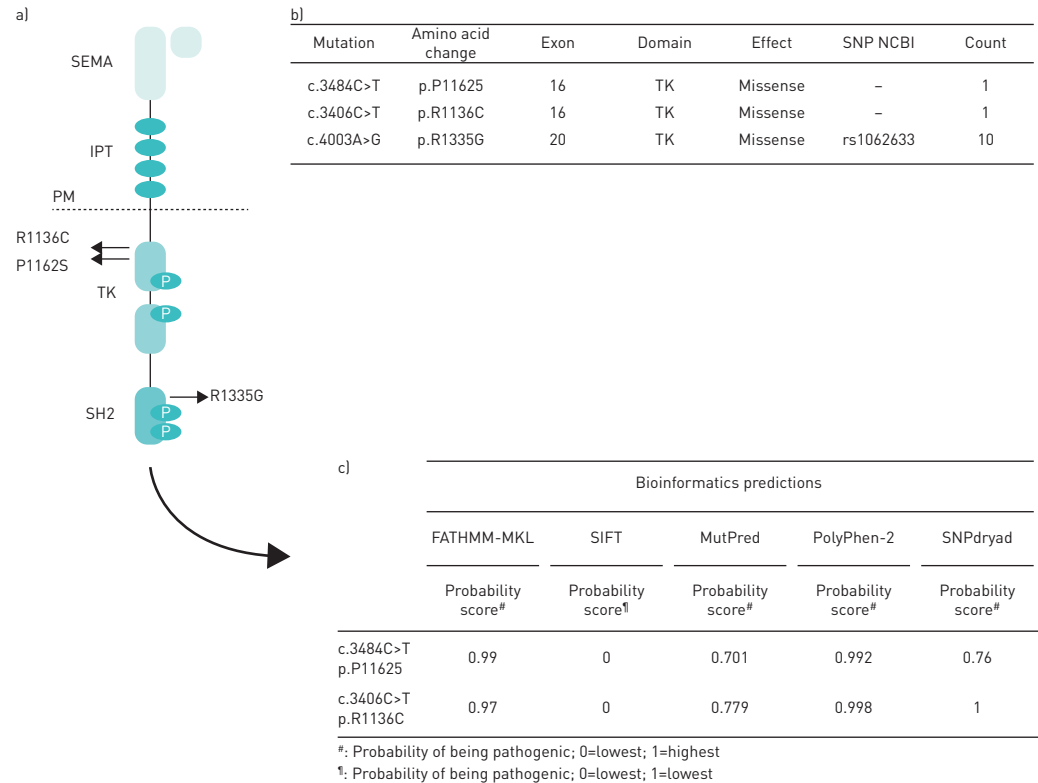 a)
SEMA
IPT
PM
R1136C
P1162S
TK
P
P
R1335G
SH2
P
P
b)
Mutation Amino acid change Exon Domain Effect SNP NCBI Count
c.3484C>T p.P11625 16 TK Missense – 1
c.3406C>T p.R1136C 16 TK Missense – 1
c.4003A>G p.R1335G 20 TK Missense rs1062633 10
c)
Bioinformatics predictions
FATHMM-MKL SIFT MutPred PolyPhen-2 SNPdryad
Probability score# Probability score¶ Probability score# Probability score# Probability score#
c.3484C>T p.P11625 0.99 0 0.701 0.992 0.76
c.3406C>T p.R1136C 0.97 0 0.779 0.998 1
#: Probability of being pathogenic; 0=lowest; 1=highest
¶: Probability of being pathogenic; 0=lowest; 1=lowest